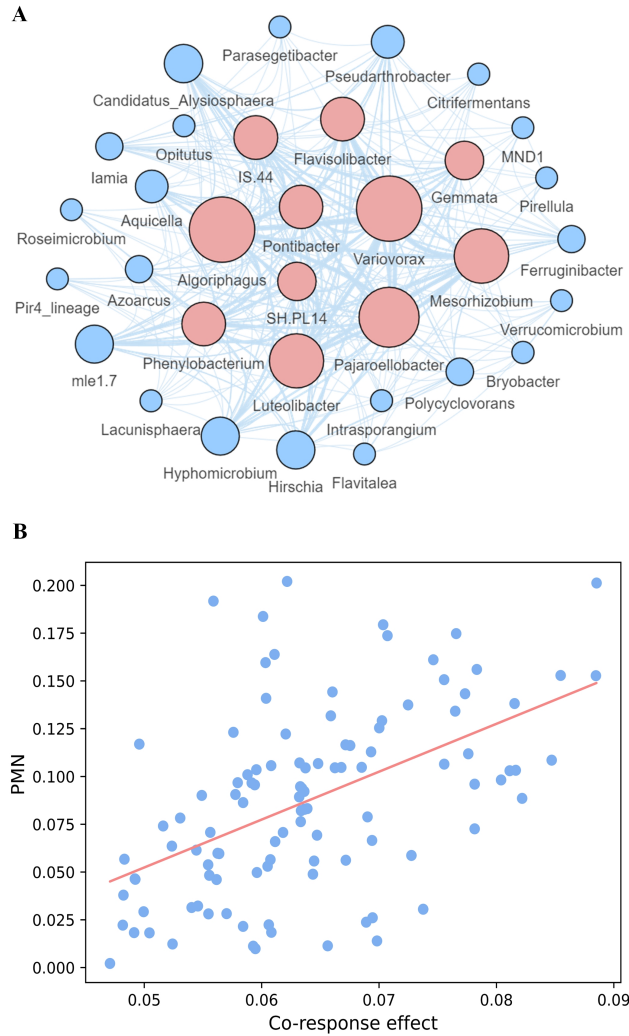 A
Parasegetibacter
Pseudarthrobacter
Candidatus_Alysiosphaera
Citrifermentans
Opitutus
Flavisolibacter
MND1
Iamia
IS.44
Gemmata
Pirellula
Aquicella
Roseimicrobium
Pontibacter
Variovorax
Ferruginibacter
Algoriphagus
Pir4_lineage
Azoarcus
Mesorhizobium
SH.PL14
Verrucomicrobium
Phenylobacterium
Pajaroellobacter
mle1.7
Bryobacter
Luteolibacter
Polycyclovorans
Lacunisphaera
Intrasporangium
Hyphomicrobium
Hirschia
Flavitalea
B
0.200
0.175
0.150
0.125
0.100
0.075
0.050
0.025
0.000
PMN
0.05 0.06 0.07 0.08 0.09
Co-response effect